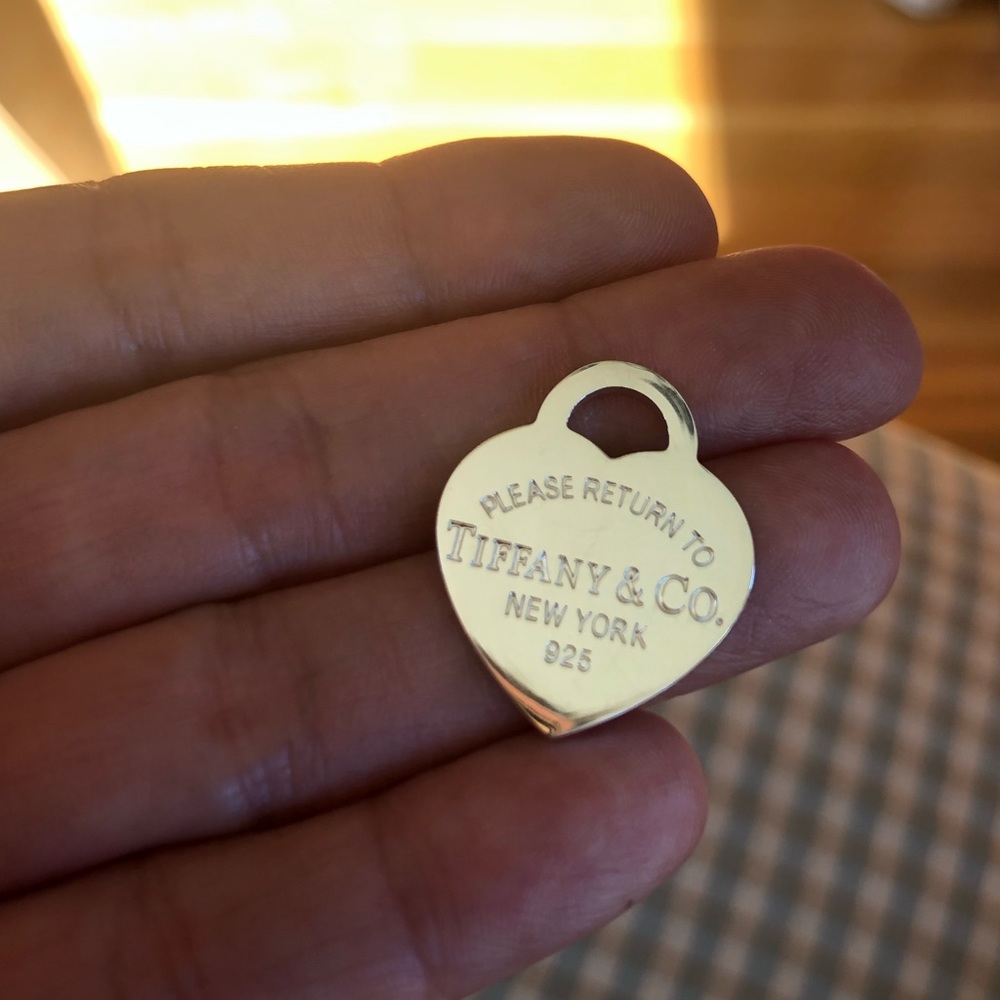 PLEASE RETURN TO
TIFFANY & CO.
NEW YORK
925